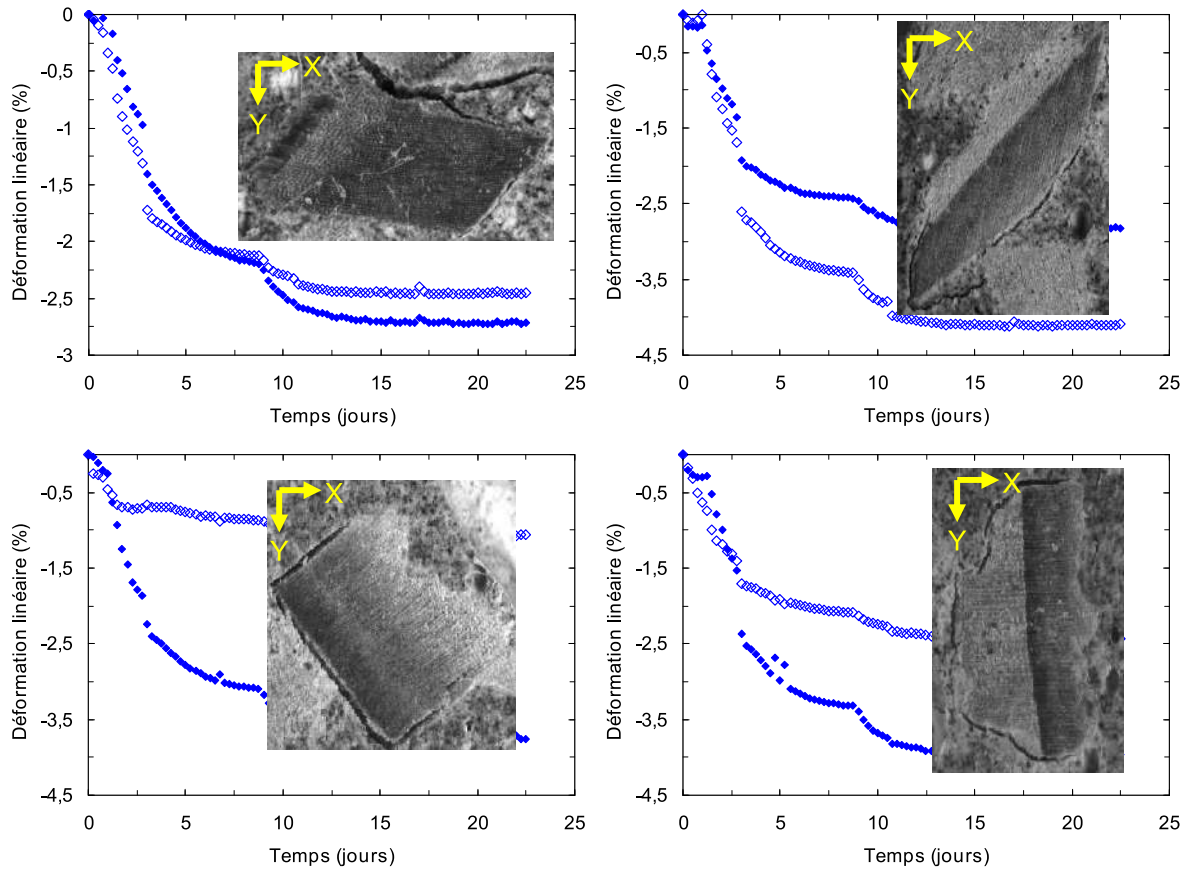 0
-0,5
-1
-1,5
-2
-2,5
-3
Déformation linéaire (%)
X
Y
0 5 10 15 20 25
Temps (jours)
-0,5
-1,5
-2,5
-3,5
-4,5
Déformation linéaire (%)
X
Y
0 5 10 15 20 25
Temps (jours)
-0,5
-1,5
-2,5
-3,5
-4,5
Déformation linéaire (%)
X
Y
0 5 10 15 20 25
Temps (jours)
-0,5
-1,5
-2,5
-3,5
-4,5
Déformation linéaire (%)
X
Y
0 5 10 15 20 25
Temps (jours)